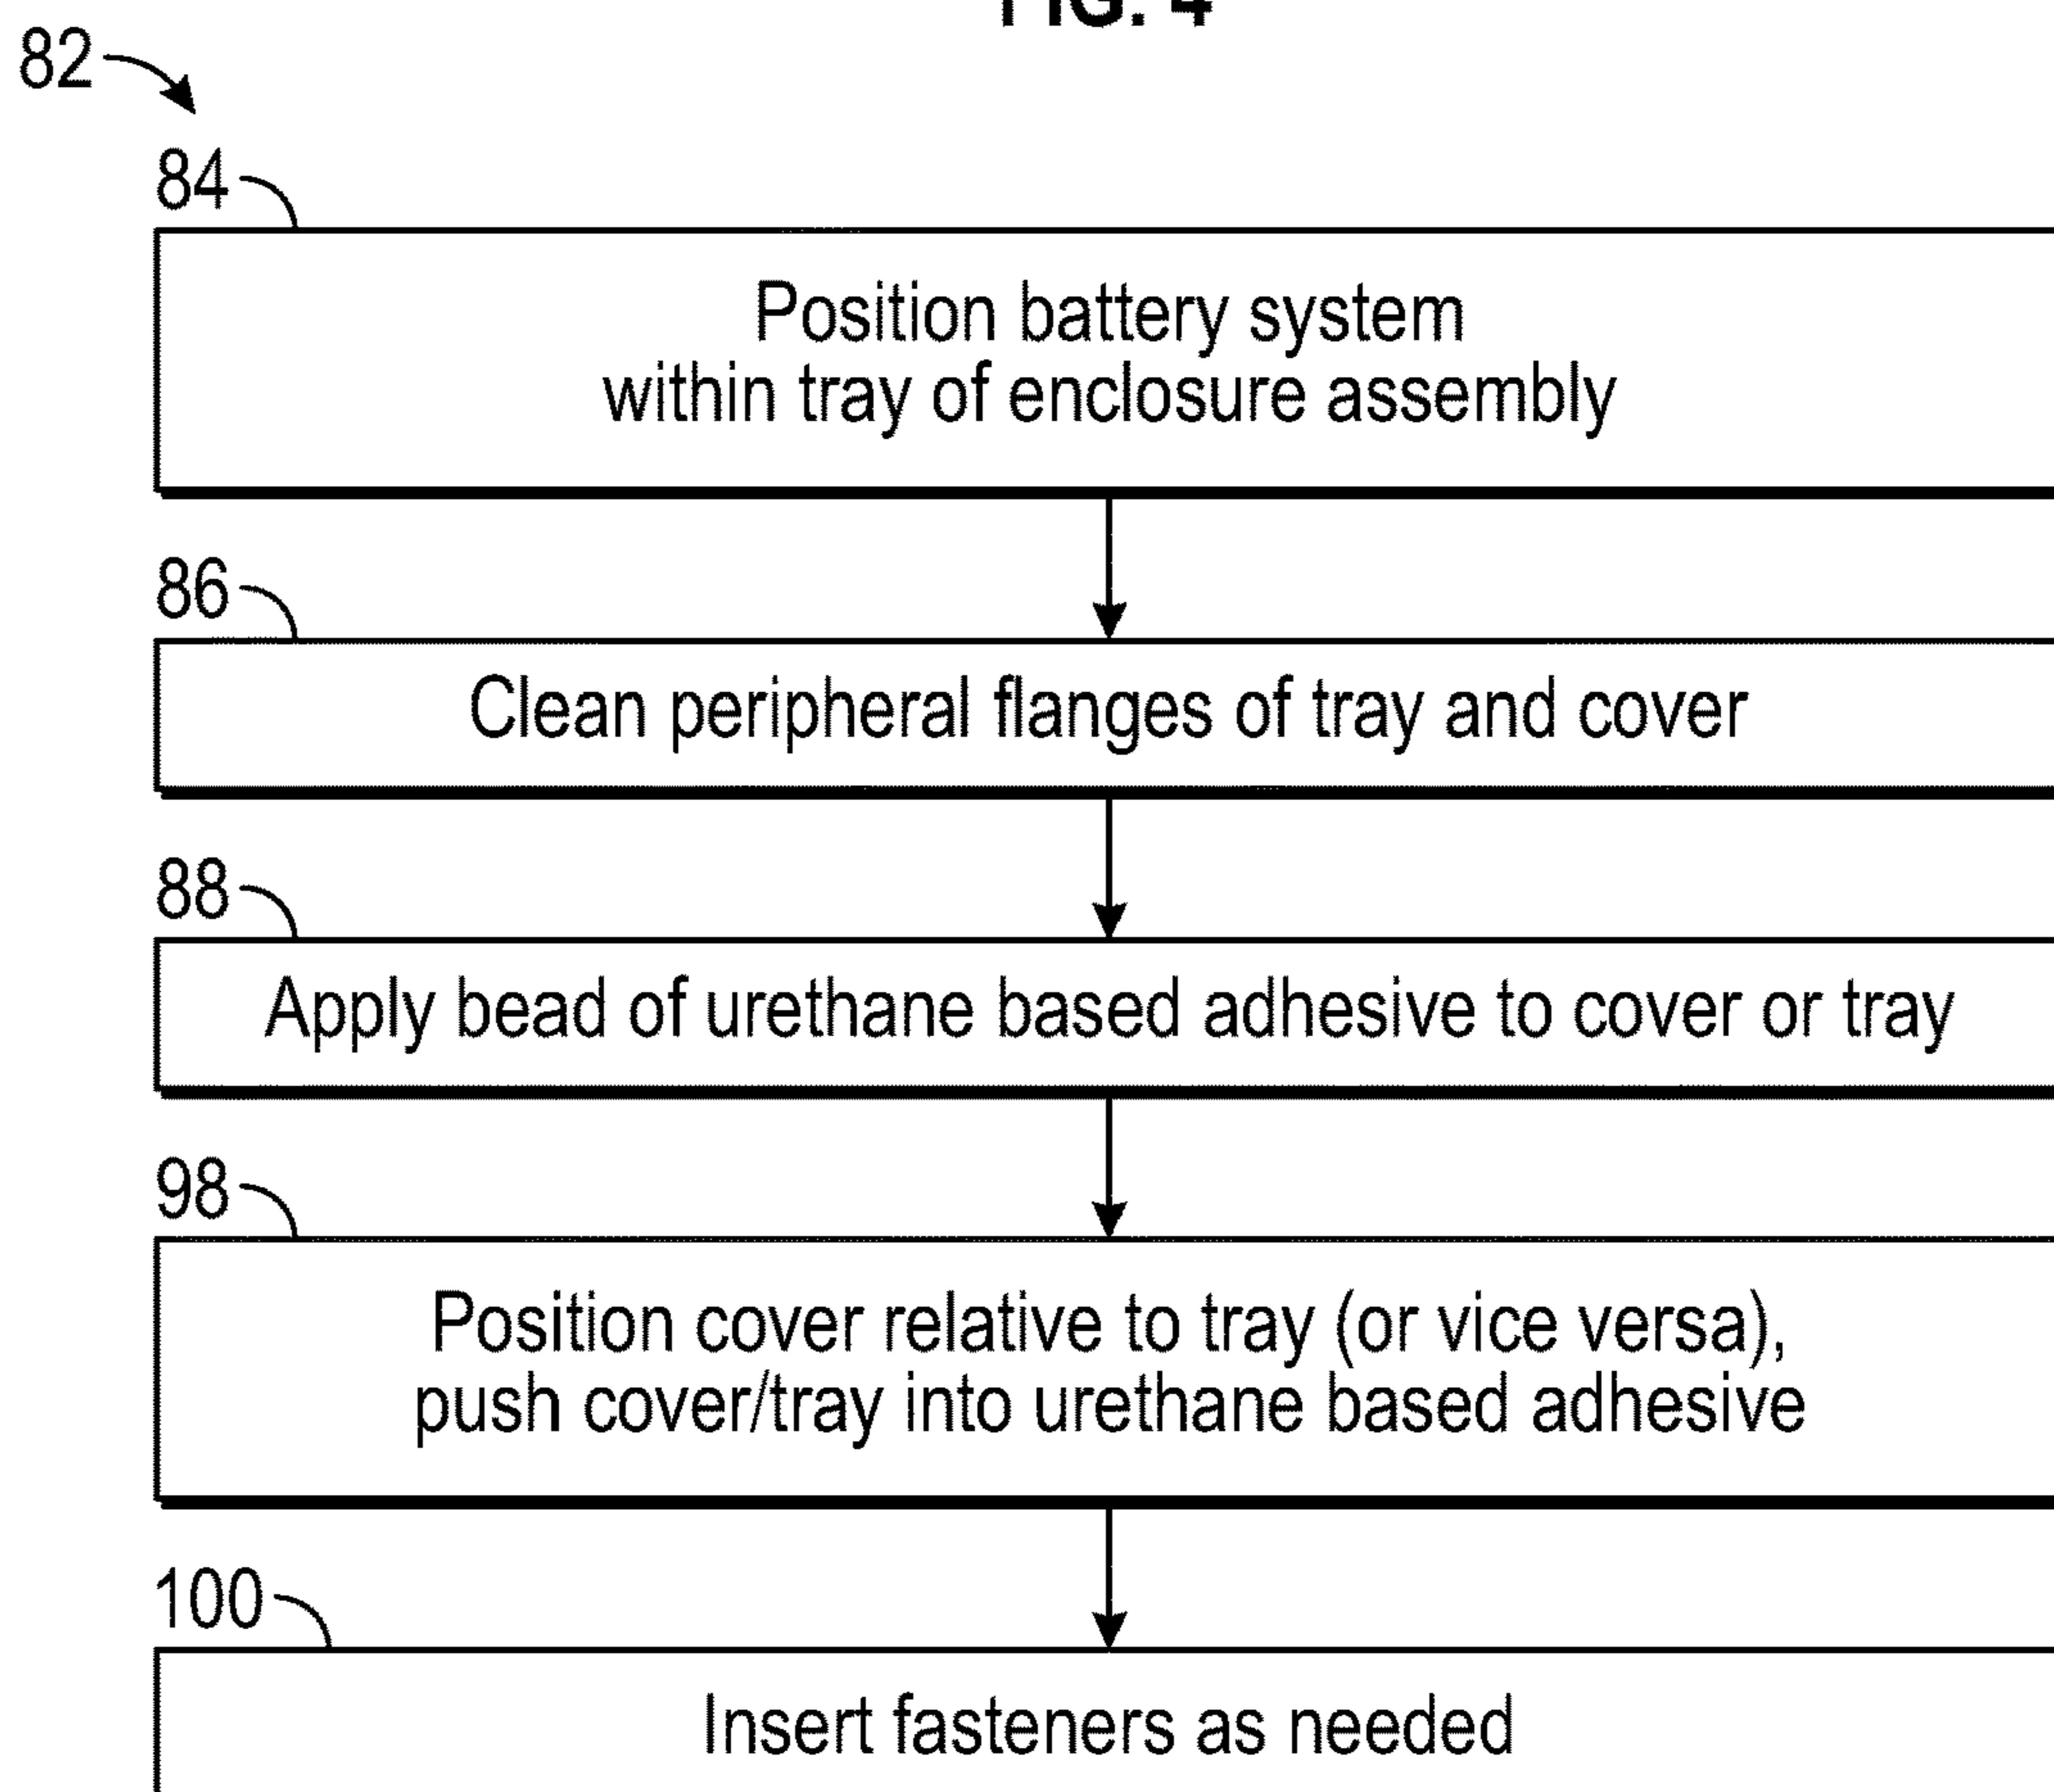 FIG. 4
82
84
Position battery system
within tray of enclosure assembly
86
Clean peripheral flanges of tray and cover
88
Apply bead of urethane based adhesive to cover or tray
98
Position cover relative to tray (or vice versa),
push cover/tray into urethane based adhesive
100
Insert fasteners as needed